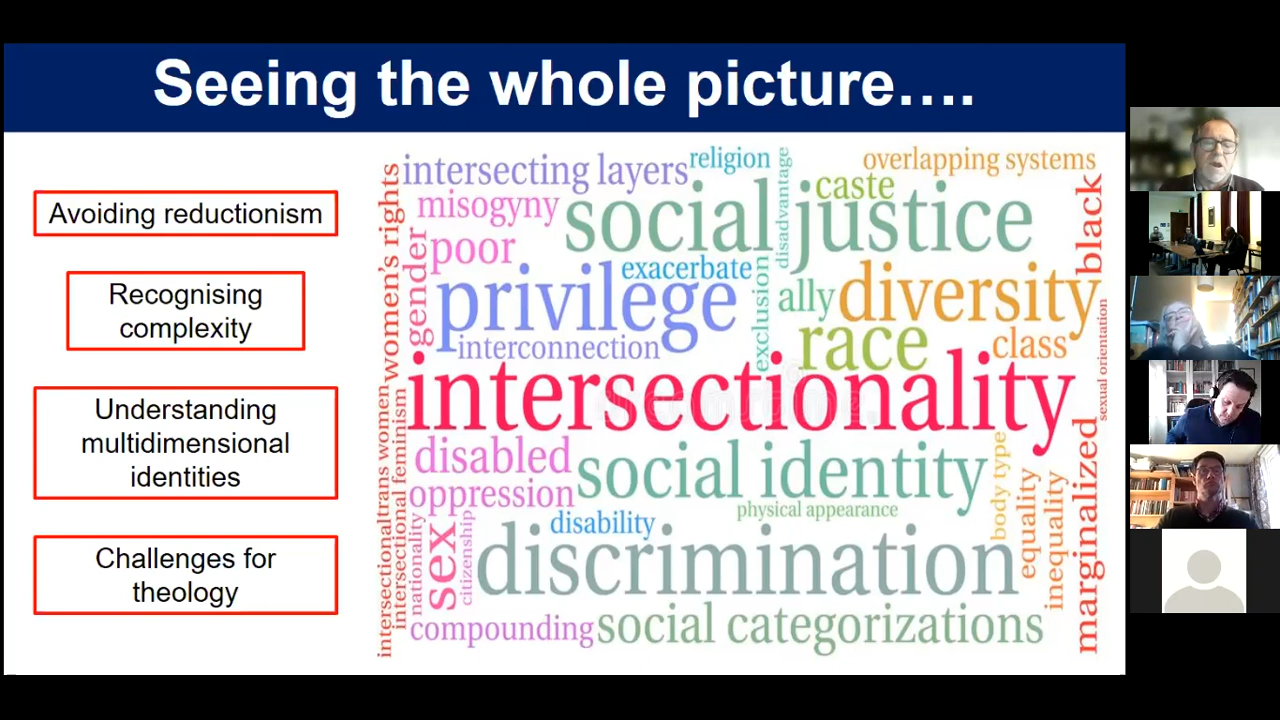 Seeing the whole picture….
Avoiding reductionism
Recognising
complexity
Understanding
multidimensional
identities
Challenges for
theology
women's rights
intersecting layers
religion
disadvantage
overlapping systems
misogyny
social justice
caste
black
gender
poor
exacerbate
privilege
exclusion
ally
diversity
interconnection
race
class
sexual orientation
intersectionality
trans women
intersectional feminism
disabled
social identity
body type
marginalized
oppression
physical appearance
equality
inequality
intersectional
nationality
sex
citizenship
disability
discrimination
compounding
social categorizations